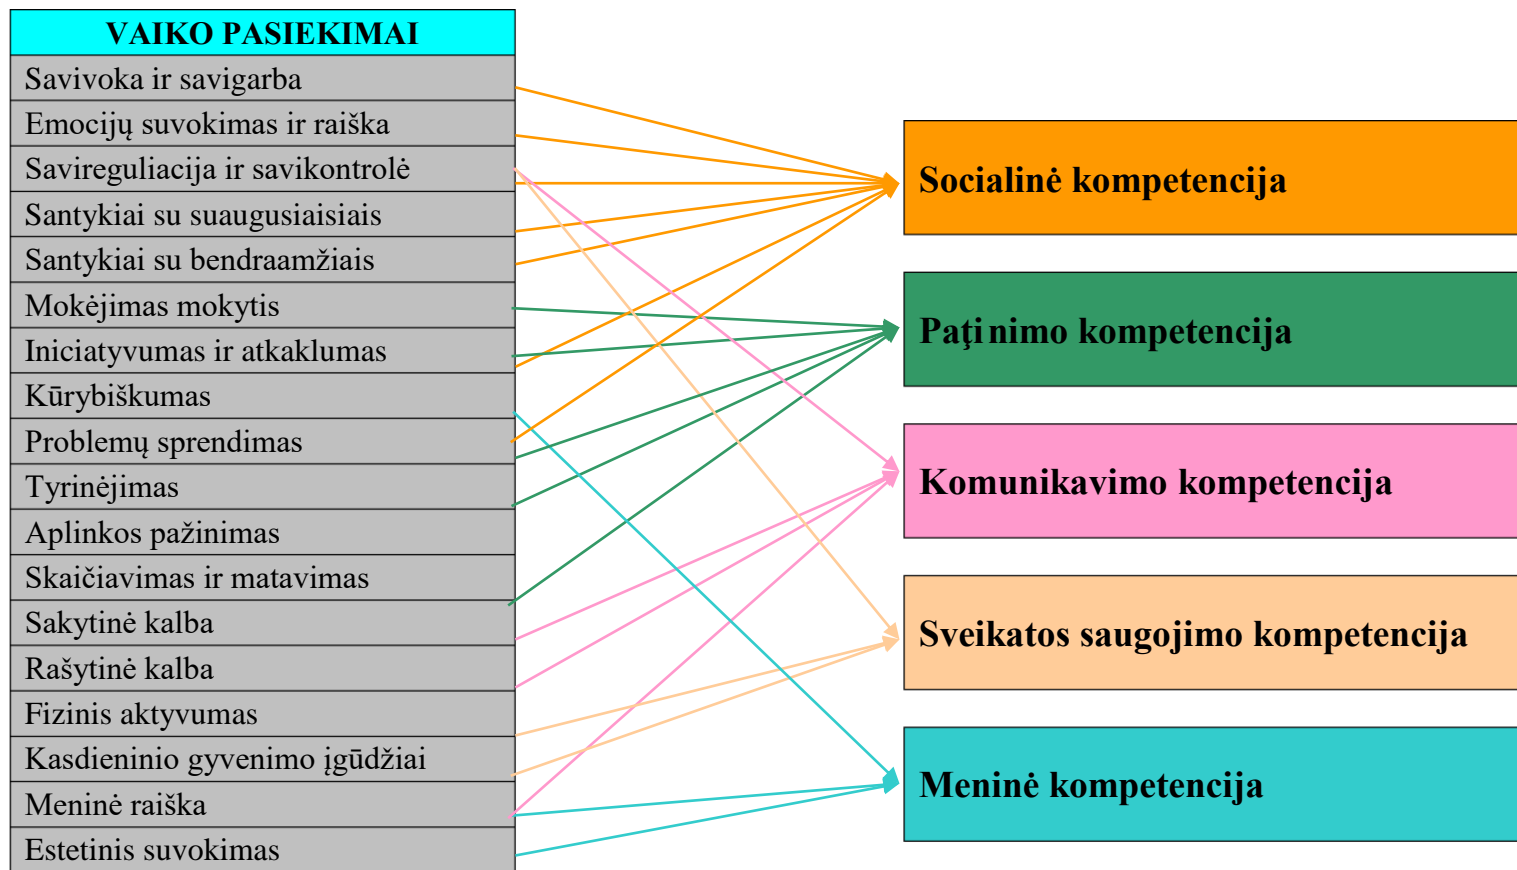 VAIKO PASIEKIMAI
Savivoka ir savigarba
Emocijų suvokimas ir raiška
Savireguliacija ir savikontrolė
Santykiai su suaugusiaisiais
Santykiai su bendraamžiais
Mokėjimas mokytis
Iniciatyvumas ir atkaklumas
Kūrybiškumas
Problemų sprendimas
Tyrinėjimas
Aplinkos pažinimas
Skaičiavimas ir matavimas
Sakytinė kalba
Rašytinė kalba
Fizinis aktyvumas
Kasdieninio gyvenimo įgūdžiai
Meninė raiška
Estetinis suvokimas
Socialinė kompetencija
Paţi nimo kompetencija
Komunikavimo kompetencija
Sveikatos saugojimo kompetencija
Meninė kompetencija